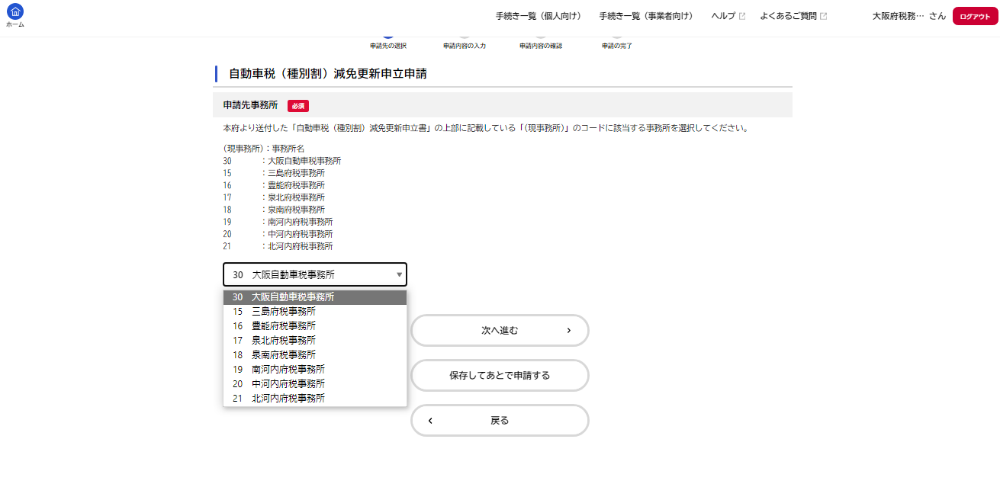 手続き一覧（個人向け） 手続き一覧（事業者向け） ヘルプ よくあるご質問 大阪府税務… さん ログアウト
ホーム
申請先の選択 申請内容の入力 申請内容の確認 申請の完了
自動車税（種別割）減免更新申立申請
申請先事務所 必須
本府より送付した「自動車税（種別割）減免更新申立書」の上部に記載している「（現事務所）」のコードに該当する事務所を選択してください。
（現事務所）：事務所名
30 ：大阪自動車税事務所
15 ：三島府税事務所
16 ：豊能府税事務所
17 ：泉北府税事務所
18 ：泉南府税事務所
19 ：南河内府税事務所
20 ：中河内府税事務所
21 ：北河内府税事務所
30 大阪自動車税事務所
30 大阪自動車税事務所
15 三島府税事務所
16 豊能府税事務所
17 泉北府税事務所
18 泉南府税事務所
19 南河内府税事務所
20 中河内府税事務所
21 北河内府税事務所
次へ進む
保存してあとで申請する
戻る